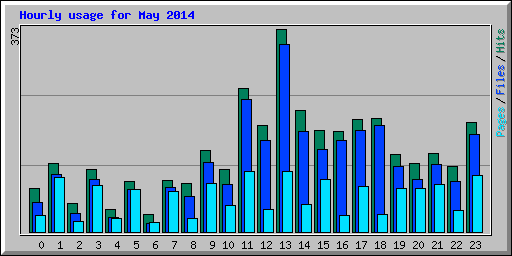 Hourly usage for May 2014
373
Pages/Files/Hits
0 1 2 3 4 5 6 7 8 9 10 11 12 13 14 15 16 17 18 19 20 21 22 23